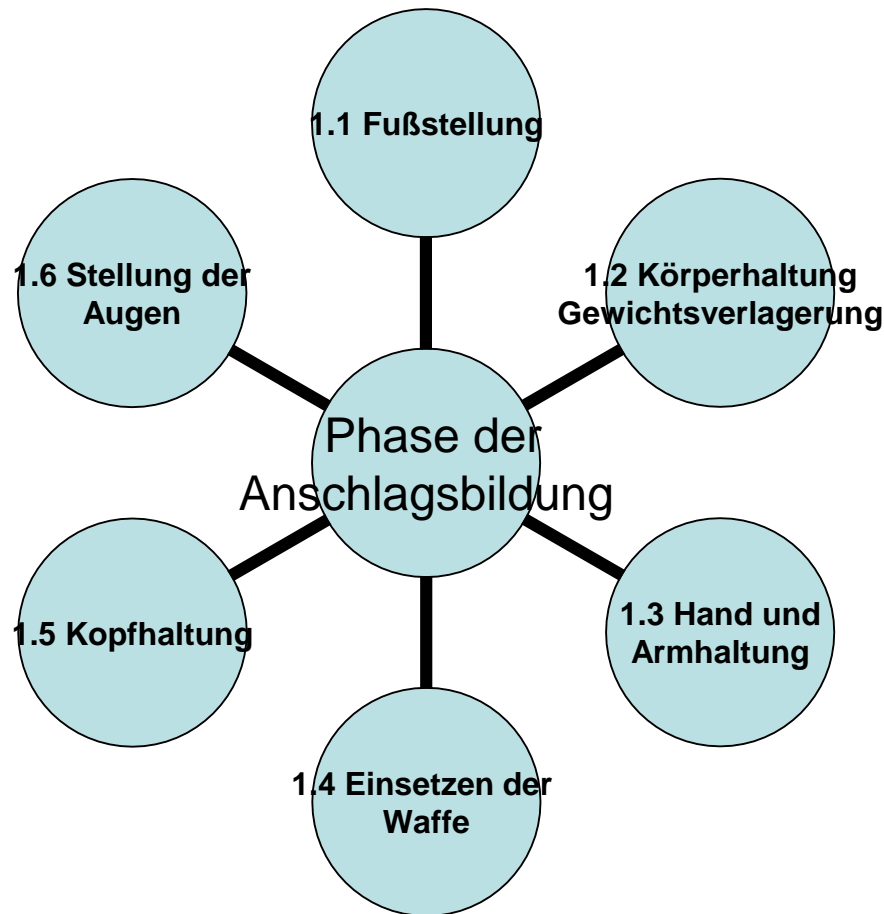 1.1 Fußstellung
1.6 Stellung der
Augen
1.2 Körperhaltung
Gewichtsverlagerung
Phase der
Anschlagsbildung
1.5 Kopfhaltung
1.3 Hand und
Armhaltung
1.4 Einsetzen der
Waffe